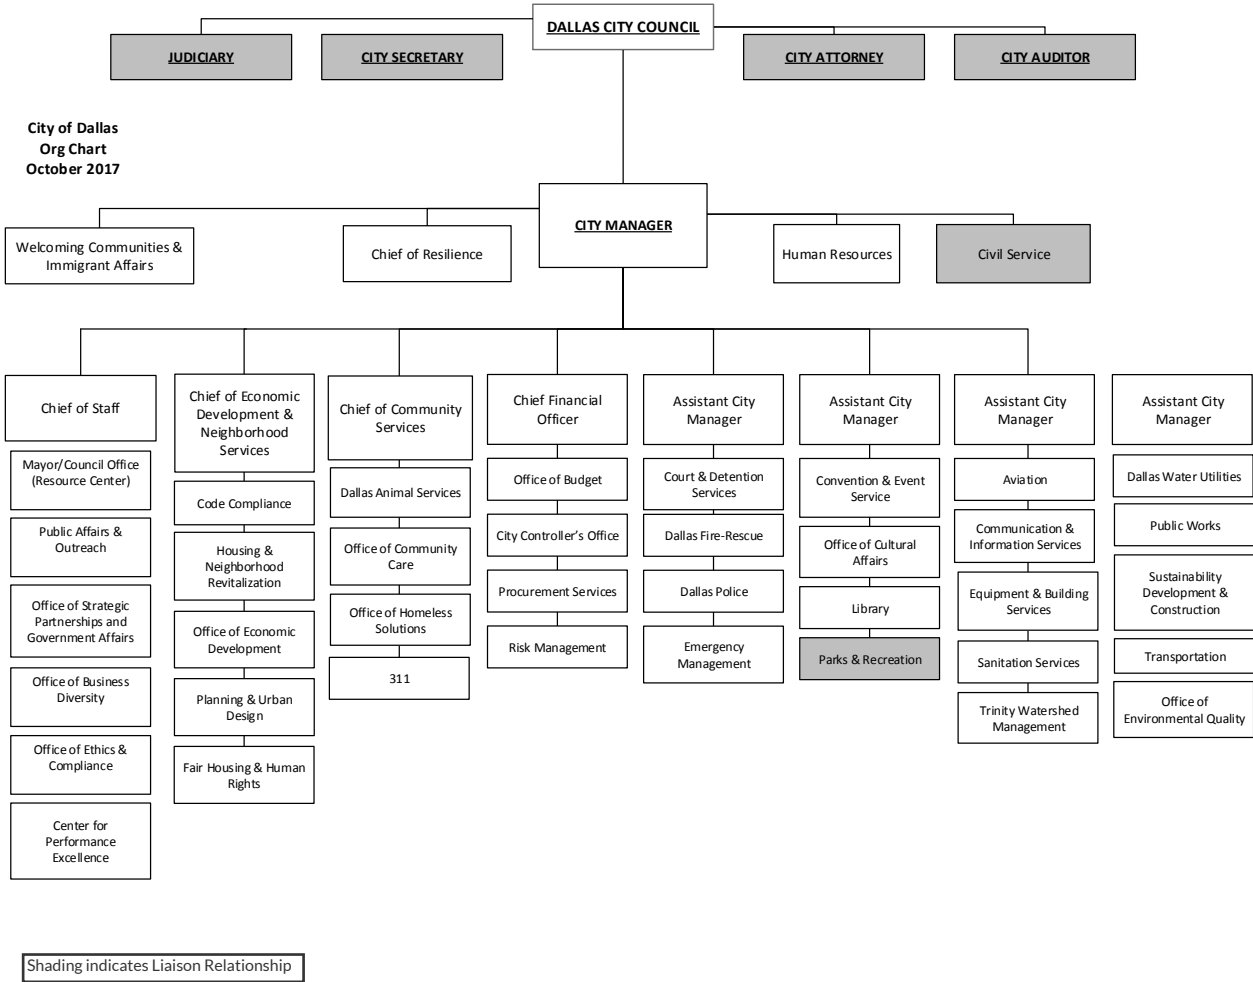 DALLAS CITY COUNCIL
JUDICIARY
CITY SECRETARY
CITY ATTORNEY
CITY AUDITOR
City of Dallas
Org Chart
October 2017
CITY MANAGER
Welcoming Communities &
Immigrant Affairs
Chief of Resilience
Human Resources
Civil Service
Chief of Staff
Mayor/Council Office
(Resource Center)
Public Affairs &
Outreach
Office of Strategic
Partnerships and
Government Affairs
Office of Business
Diversity
Office of Ethics &
Compliance
Center for
Performance
Excellence
Chief of Economic
Development &
Neighborhood
Services
Code Compliance
Housing &
Neighborhood
Revitalization
Office of Economic
Development
Planning & Urban
Design
Fair Housing & Human
Rights
Chief of Community
Services
Dallas Animal Services
Office of Community
Care
Office of Homeless
Solutions
311
Chief Financial
Officer
Office of Budget
City Controller's Office
Procurement Services
Risk Management
Assistant City
Manager
Court & Detention
Services
Dallas Fire-Rescue
Dallas Police
Emergency
Management
Assistant City
Manager
Convention & Event
Service
Office of Cultural
Affairs
Library
Parks & Recreation
Assistant City
Manager
Aviation
Communication &
Information Services
Equipment & Building
Services
Sanitation Services
Trinity Watershed
Management
Assistant City
Manager
Dallas Water Utilities
Public Works
Sustainability
Development &
Construction
Transportation
Office of
Environmental Quality
Shading indicates Liaison Relationship